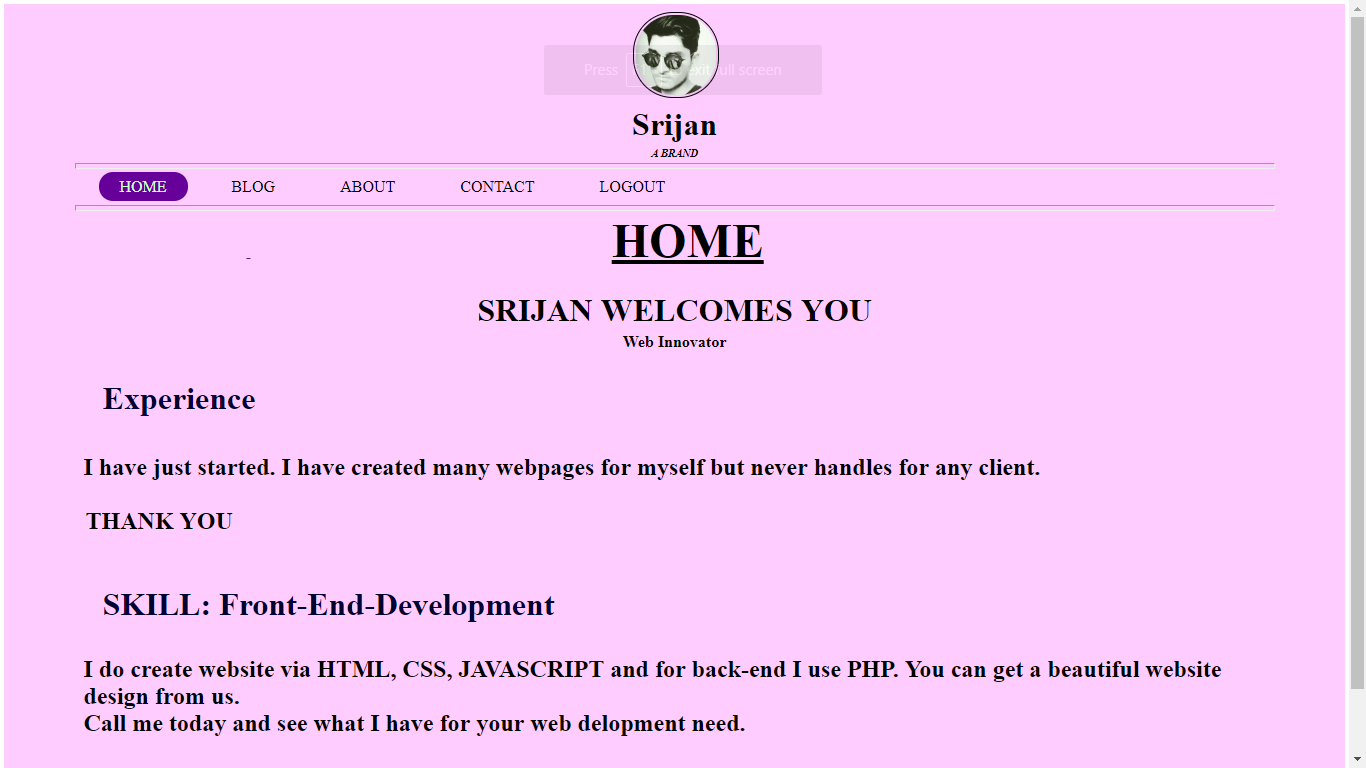 Press to exit full screen
Srijan
A BRAND
HOME BLOG ABOUT CONTACT LOGOUT
HOME
-
SRIJAN WELCOMES YOU
Web Innovator
Experience
I have just started. I have created many webpages for myself but never handles for any client.
THANK YOU
SKILL: Front-End-Development
I do create website via HTML, CSS, JAVASCRIPT and for back-end I use PHP. You can get a beautiful website
design from us.
Call me today and see what I have for your web delopment need.